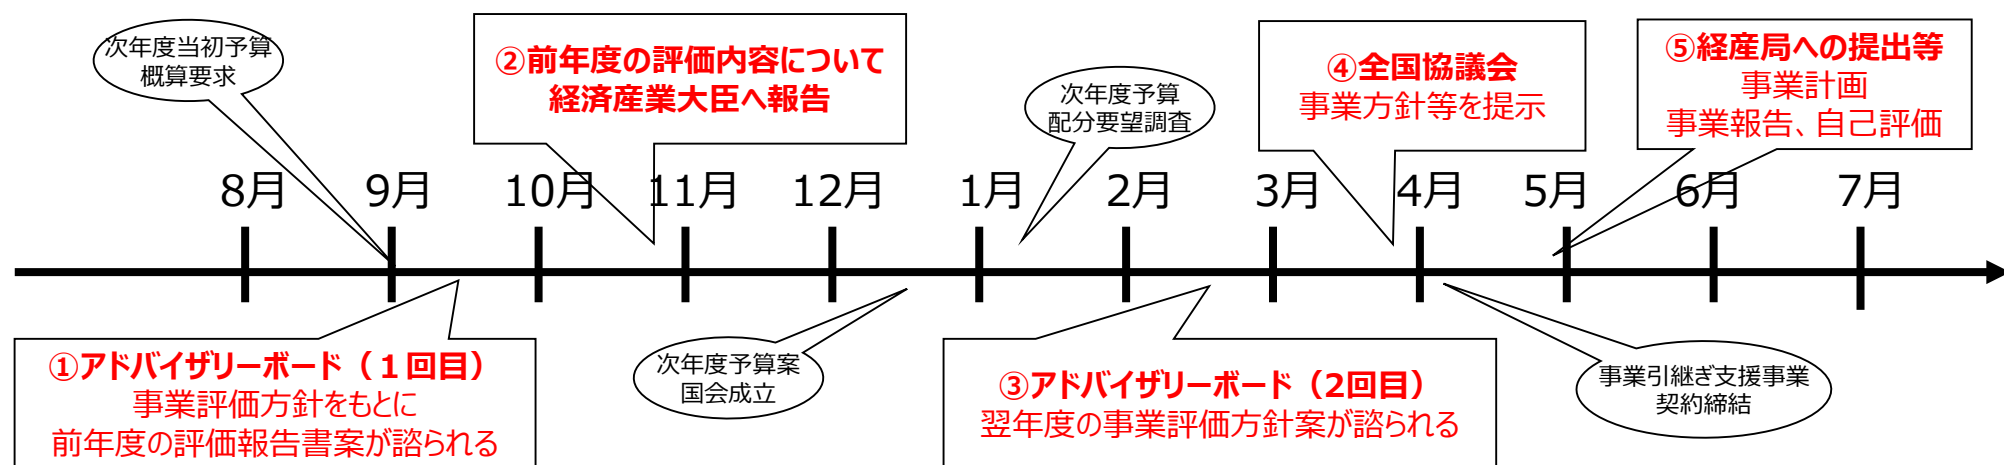 次年度当初予算
概算要求
②前年度の評価内容について
経済産業大臣へ報告
次年度予算
配分要望調査
④全国協議会
事業方針等を提示
⑤経産局への提出等
事業計画
事業報告、自己評価
8月 9月 10月 11月 12月 1月 2月 3月 4月 5月 6月 7月
①アドバイザリーボード（１回目）
事業評価方針をもとに
前年度の評価報告書案が諮られる
次年度予算案
国会成立
③アドバイザリーボード（2回目）
翌年度の事業評価方針案が諮られる
事業引継ぎ支援事業
契約締結